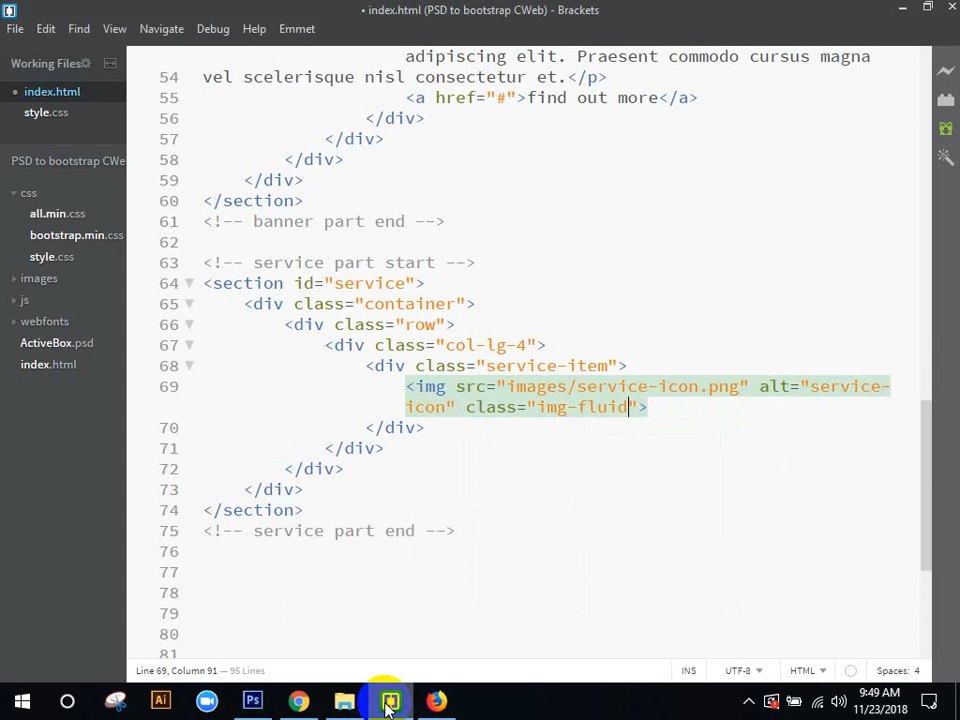 • index.html (PSD to bootstrap CWeb) - Brackets
File Edit Find View Navigate Debug Help Emmet
Working Files
• index.html
style.css
PSD to bootstrap CWe
css
all.min.css
bootstrap.min.css
style.css
images
js
webfonts
ActiveBox.psd
index.html
adipiscing elit. Praesent commodo cursus magna
54 vel scelerisque nisl consectetur et.</p>
55 <a href="#">find out more</a>
56 </div>
57 </div>
58 </div>
59 </div>
60 </section>
61 <!-- banner part end -->
62
63 <!-- service part start -->
64 <section id="service">
65 <div class="container">
66 <div class="row">
67 <div class="col-lg-4">
68 <div class="service-item">
69 <img src="images/service-icon.png" alt="service-
icon" class="img-fluid">
70 </div>
71 </div>
72 </div>
73 </div>
74 </section>
75 <!-- service part end -->
76
77
78
79
80
81
Line 69, Column 91 — 95 Lines
INS UTF-8 HTML Spaces: 4
Ai Ps
9:49 AM
11/23/2018